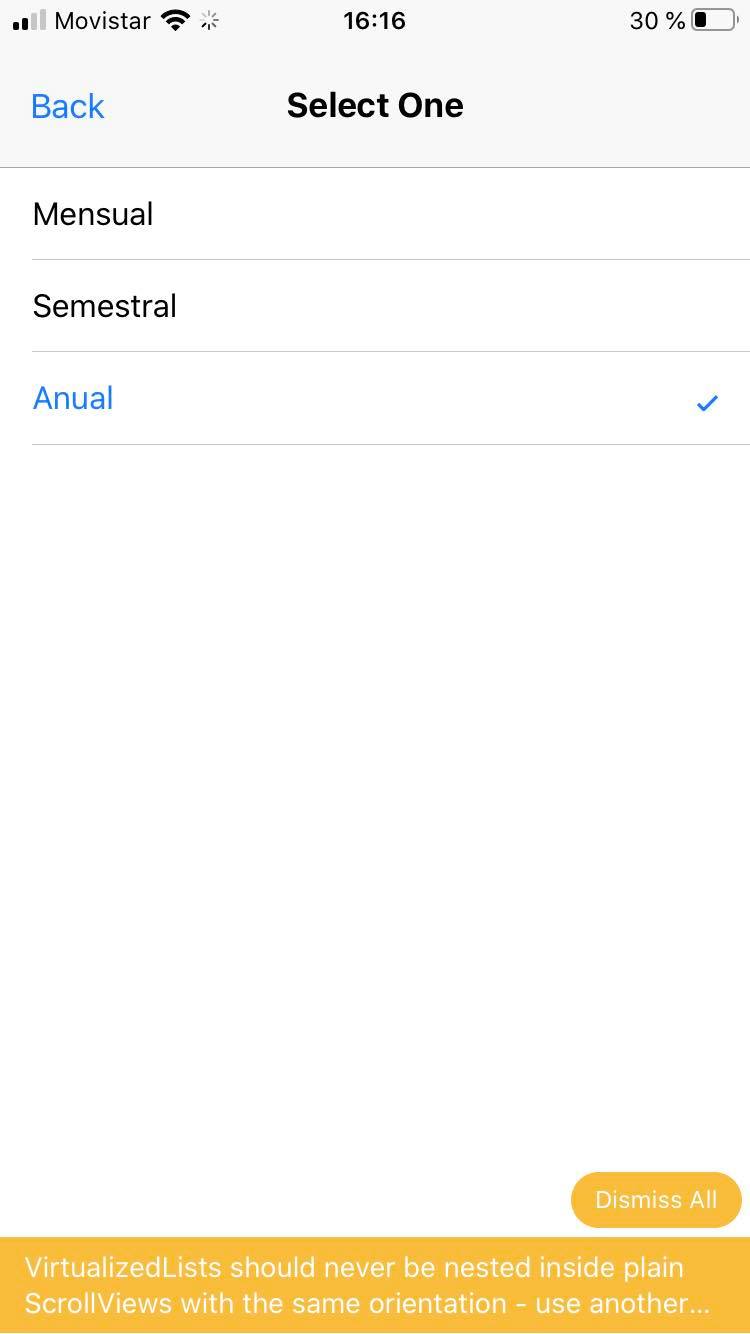 Movistar 16:16 30 %
Back Select One
Mensual
Semestral
Anual
Dismiss All
VirtualizedLists should never be nested inside plain
ScrollViews with the same orientation - use another...